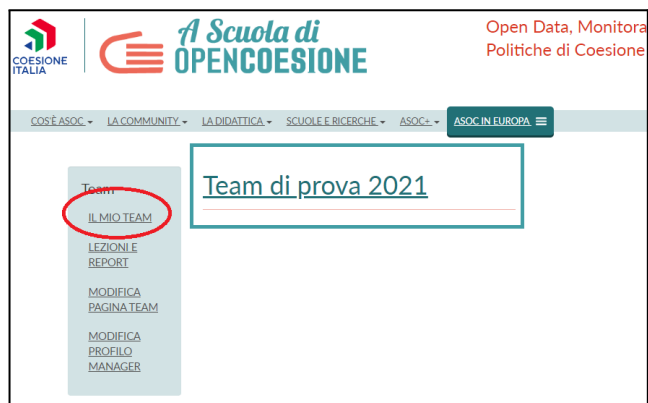 COESIONE
ITALIA
A Scuola di
OPENCOESIONE
Open Data, Monitora
Politiche di Coesione
COS'È ASOC
LA COMMUNITY
LA DIDATTICA
SCUOLE E RICERCHE
ASOC+
ASOC IN EUROPA
Team
IL MIO TEAM
LEZIONI E
REPORT
MODIFICA
PAGINA TEAM
MODIFICA
PROFILO
MANAGER
Team di prova 2021